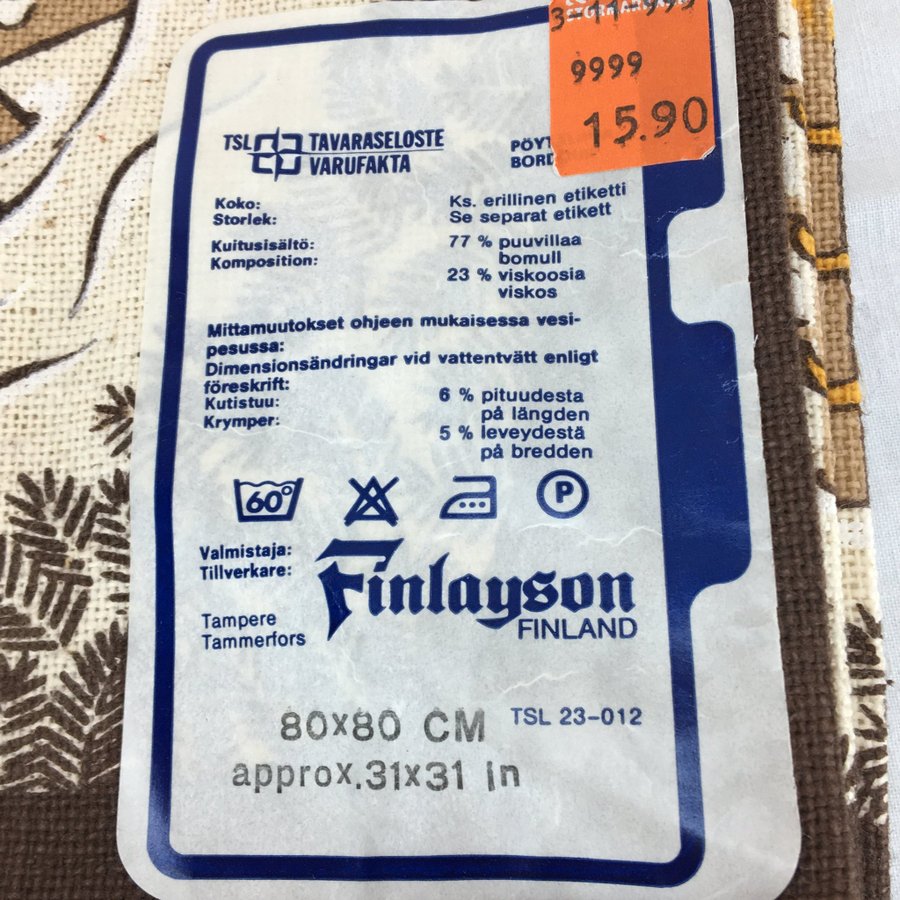 3-11-999
9999
15.90
TSL TAVARASELOSTE
VARUFAKTA
Koko: Ks. erillinen etiketti
Storlek: Se separat etikett
Kuitusisältö: 77 % puuvillaa
Komposition: bomull
23 % viskoosia
viskos
Mittamuutokset ohjeen mukaisessa vesi-
pesussa:
Dimensionsändringar vid vattentvätt enligt
föreskrift:
Kutistuu: 6 % pituudesta
på längden
Krymper: 5 % leveydestä
på bredden
60° P
Valmistaja:
Tillverkare:
Finlayson
FINLAND
Tampere
Tammerfors
80x80 CM TSL 23-012
approx.31x31 in